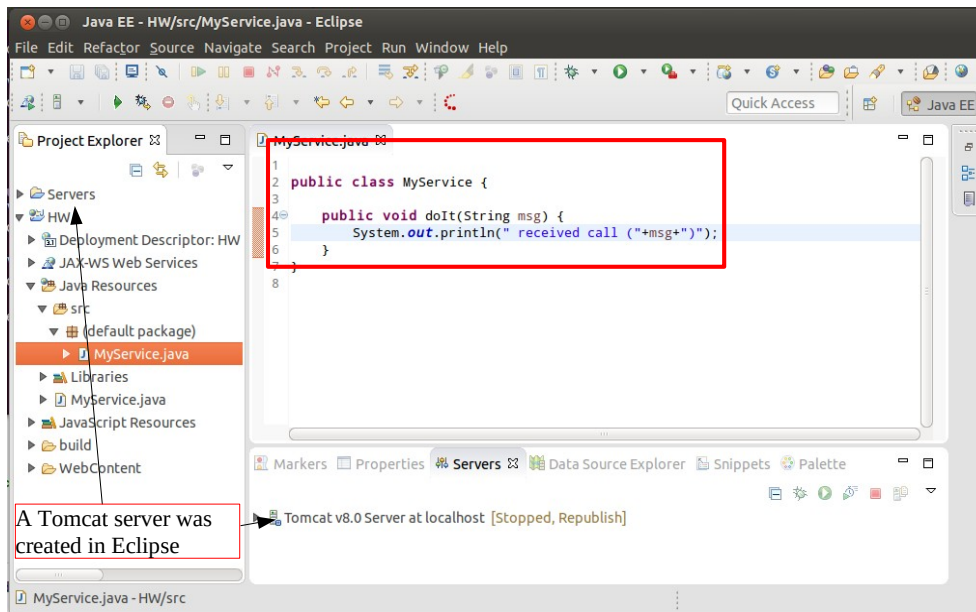 Java EE - HW/src/MyService.java - Eclipse
File Edit Refactor Source Navigate Search Project Run Window Help
Quick Access
Java EE
Project Explorer
Servers
HW
Deployment Descriptor: HW
JAX-WS Web Services
Java Resources
src
(default package)
MyService.java
Libraries
MyService.java
JavaScript Resources
build
WebContent
MyService.java
1
2 public class MyService {
3
4 public void doIt(String msg) {
5 System.out.println(" received call ("+msg+")");
6 }
7 }
8
Markers Properties Servers Data Source Explorer Snippets Palette
Tomcat v8.0 Server at localhost [Stopped, Republish]
A Tomcat server was
created in Eclipse
MyService.java - HW/src